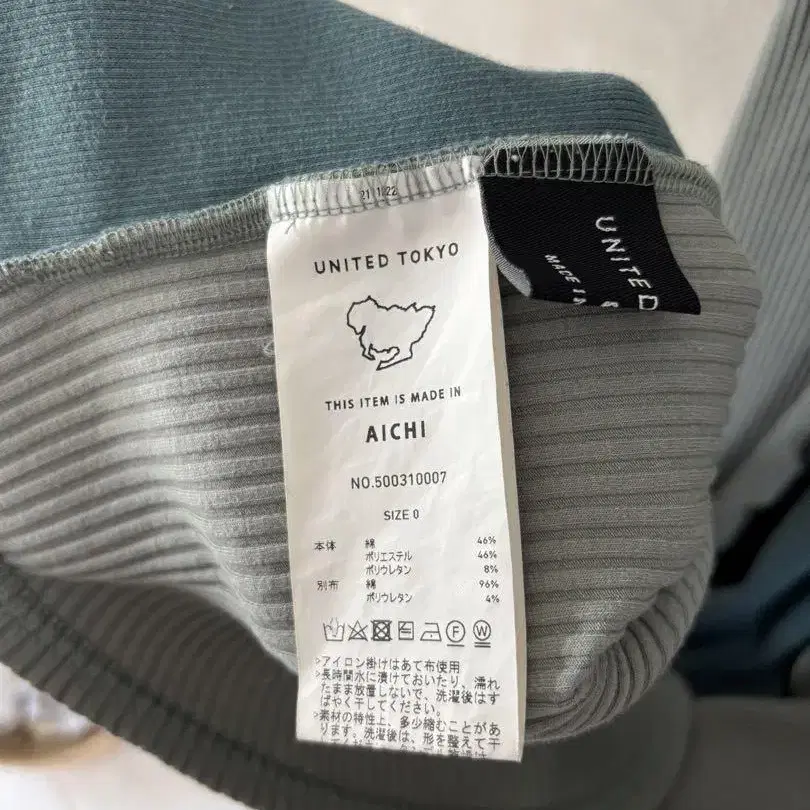 21 1 22
UNITED TOKYO
THIS ITEM IS MADE IN
AICHI
NO.500310007
SIZE 0
本体 綿 46%
ポリエステル 46%
ポリウレタン 8%
別布 綿 96%
ポリウレタン 4%
F W
>アイロン掛けはあて布使用
>長時間水に漬けておいたり、濡れ
たまま放置しないで、洗濯後はす
ばやく干してください。
>素材の特性上、多少縮むことがあ
ります。洗濯後は、形を整えて干
UNITED
MADE IN